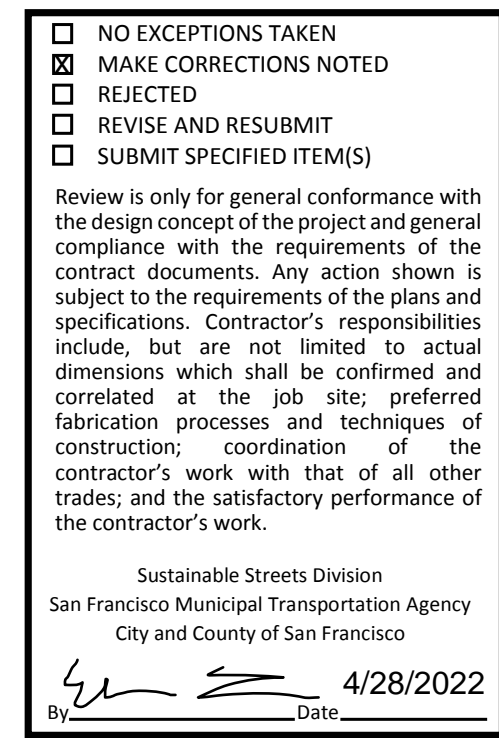 NO EXCEPTIONS TAKEN
X MAKE CORRECTIONS NOTED
REJECTED
REVISE AND RESUBMIT
SUBMIT SPECIFIED ITEM(S)
Review is only for general conformance with
the design concept of the project and general
compliance with the requirements of the
contract documents. Any action shown is
subject to the requirements of the plans and
specifications. Contractor’s responsibilities
include, but are not limited to actual
dimensions which shall be confirmed and
correlated at the job site; preferred
fabrication processes and techniques of
construction; coordination of the
contractor’s work with that of all other
trades; and the satisfactory performance of
the contractor’s work.
Sustainable Streets Division
San Francisco Municipal Transportation Agency
City and County of San Francisco
By Date 4/28/2022